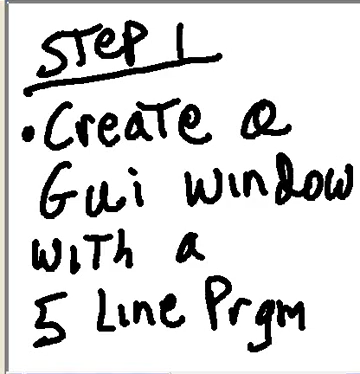 STEP 1
• Create a
Gui window
with a
5 Line Prgm